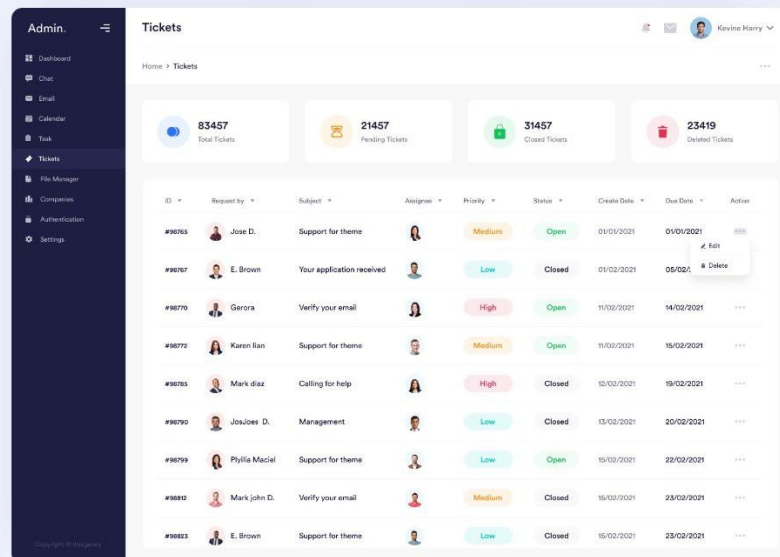 Admin.
Tickets
Kevine Harry
Dashboard
Chat
Email
Calendar
Task
Tickets
File Manager
Companies
Authentication
Settings
Home > Tickets
83457
Total Tickets
21457
Pending Tickets
31457
Closed Tickets
23419
Deleted Tickets
ID Request by Subject Assignee Priority Status Create Date Due Date Action
#98765 Jose D. Support for theme Medium Open 01/01/2021 01/01/2021
Edit
Delete
#98767 E. Brown Your application received Low Closed 01/02/2021 05/02/
#98770 Gerora Verify your email High Open 11/02/2021 14/02/2021
#98772 Karen lian Support for theme Medium Open 11/02/2021 15/02/2021
#98785 Mark diaz Calling for help High Closed 12/02/2021 19/02/2021
#98790 JosJoes D. Management Low Closed 13/02/2021 20/02/2021
#98799 Plyilia Maciel Support for theme Low Open 15/02/2021 22/02/2021
#98812 Mark john D. Verify your email Medium Closed 15/02/2021 23/02/2021
#98823 E. Brown Support for theme Low Closed 15/02/2021 23/02/2021
Copyright ©